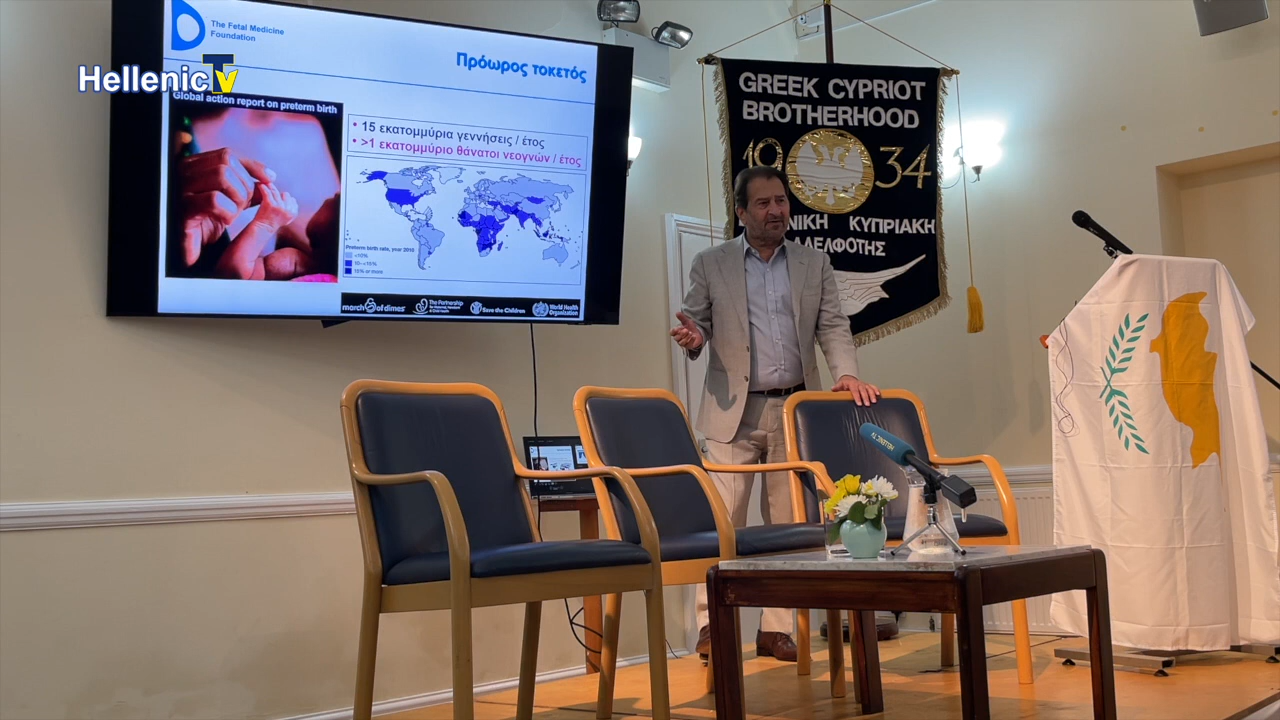 The Fetal Medicine
Foundation
Hellenic TV
Πρόωρος τοκετός
Global action report on preterm birth
• 15 εκατομμύρια γεννήσεις / έτος
• >1 εκατομμύριο θάνατοι νεογνών / έτος
Preterm birth rate, year 2010
<10%
10-<15%
15% or more
march of dimes
The Partnership
Save the Children
World Health
Organization
GREEK CYPRIOT
BROTHERHOOD
19 34
ΚΥΠΡΙΑΚΗ
HELLENIC TV